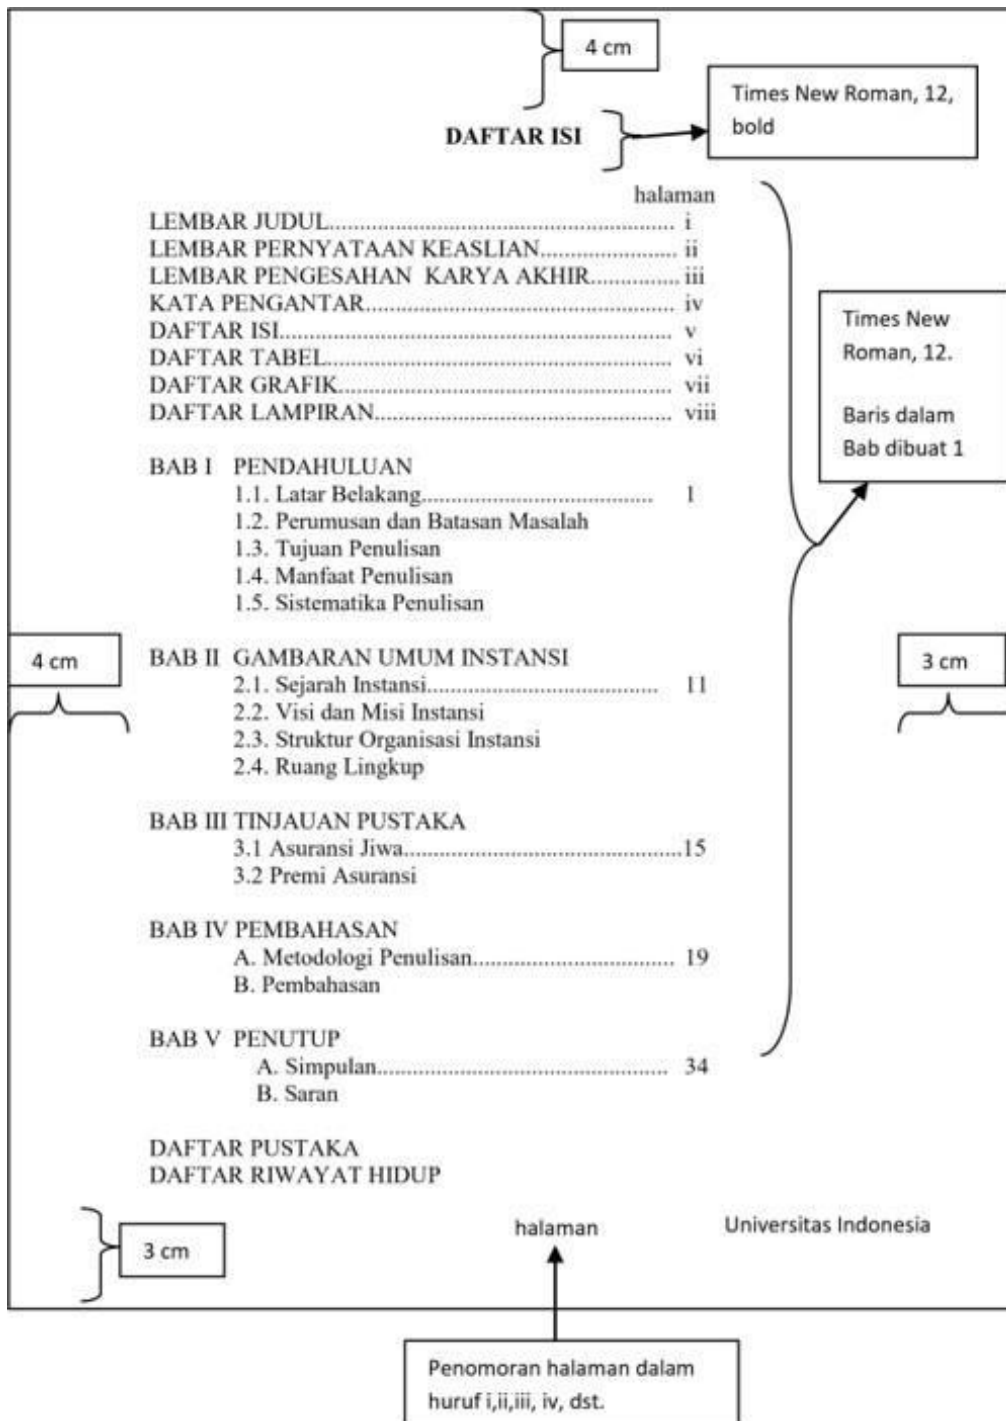 4 cm
Times New Roman, 12,
bold
DAFTAR ISI
halaman
LEMBAR JUDUL.......................................................... i
LEMBAR PERNYATAAN KEASLIAN....................... ii
LEMBAR PENGESAHAN KARYA AKHIR............... iii
KATA PENGANTAR.................................................... iv
DAFTAR ISI.................................................................. v
DAFTAR TABEL.......................................................... vi
DAFTAR GRAFIK........................................................ vii
DAFTAR LAMPIRAN.................................................. viii
Times New
Roman, 12.
Baris dalam
Bab dibuat 1
BAB I PENDAHULUAN
1.1. Latar Belakang....................................... 1
1.2. Perumusan dan Batasan Masalah
1.3. Tujuan Penulisan
1.4. Manfaat Penulisan
1.5. Sistematika Penulisan
4 cm
3 cm
BAB II GAMBARAN UMUM INSTANSI
2.1. Sejarah Instansi....................................... 11
2.2. Visi dan Misi Instansi
2.3. Struktur Organisasi Instansi
2.4. Ruang Lingkup
BAB III TINJAUAN PUSTAKA
3.1 Asuransi Jiwa...............................................15
3.2 Premi Asuransi
BAB IV PEMBAHASAN
A. Metodologi Penulisan.................................. 19
B. Pembahasan
BAB V PENUTUP
A. Simpulan................................................. 34
B. Saran
DAFTAR PUSTAKA
DAFTAR RIWAYAT HIDUP
3 cm
halaman
Universitas Indonesia
Penomoran halaman dalam
huruf i,ii,iii, iv, dst.